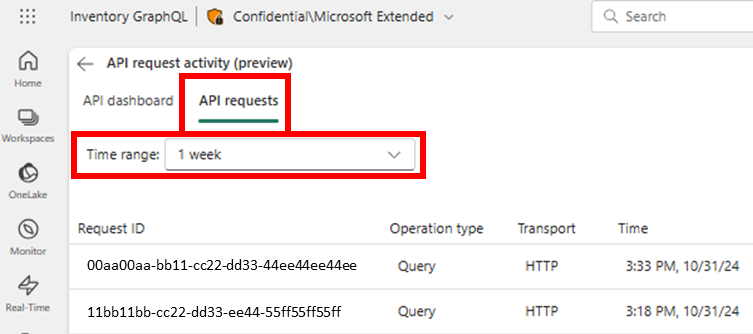 Inventory GraphQL | Confidential\Microsoft Extended
Search
Home
Workspaces
OneLake
Monitor
Real-Time
API request activity (preview)
API dashboard API requests
Time range: 1 week
Request ID Operation type Transport Time
00aa00aa-bb11-cc22-dd33-44ee44ee44ee Query HTTP 3:33 PM, 10/31/24
11bb11bb-cc22-dd33-ee44-55ff55ff55ff Query HTTP 3:18 PM, 10/31/24